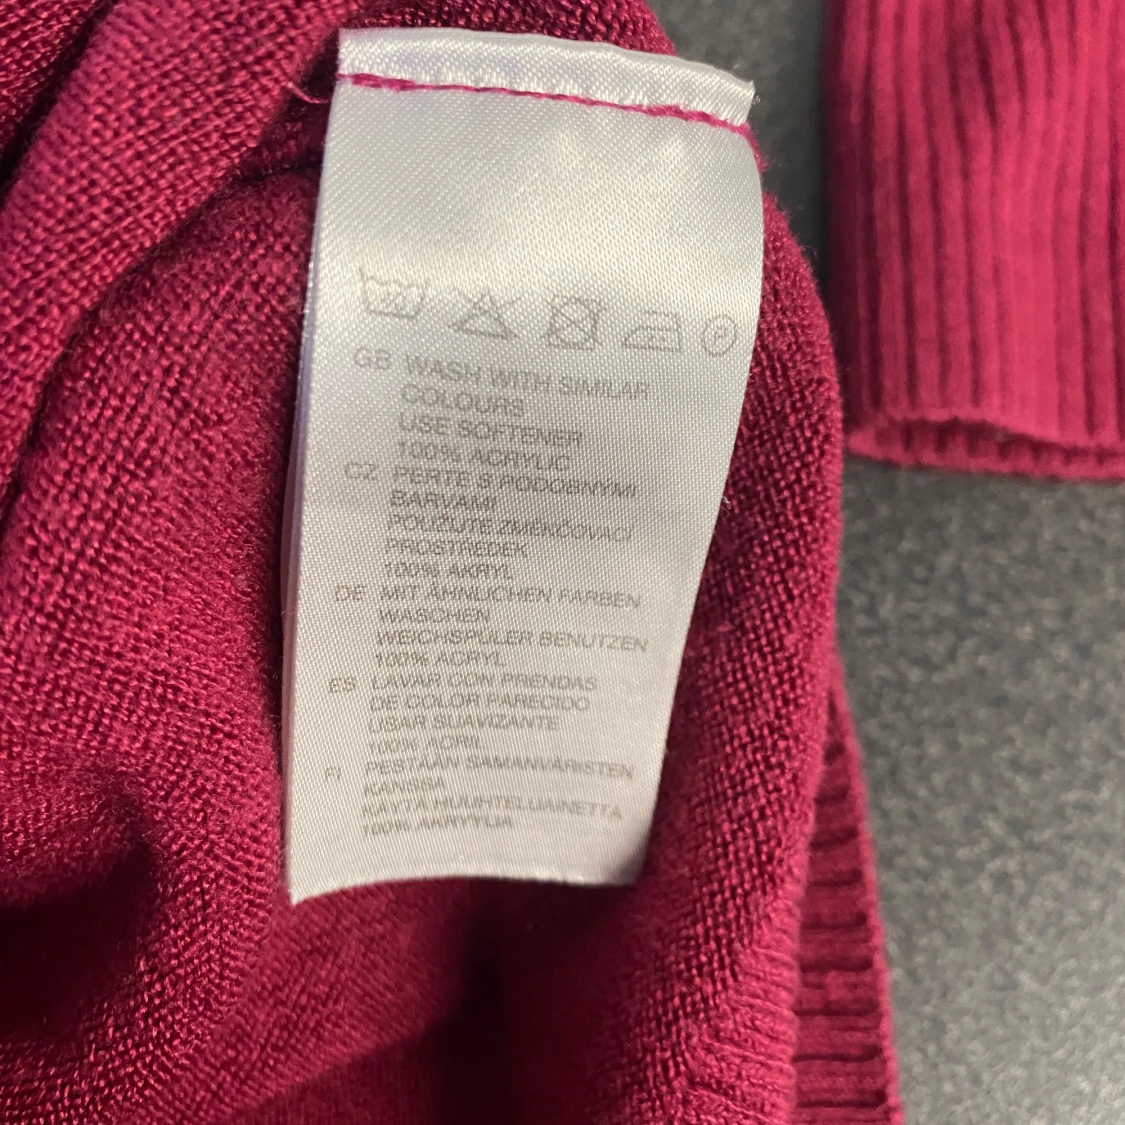 P
GB WASH WITH SIMILAR
COLOURS
USE SOFTENER
100% ACRYLIC
CZ PERTE S PODOBNÝMI
BARVAMI
POUŽIJTE ZMĚKČOVACÍ
PROSTŘEDEK
100% AKRYL
DE MIT ÄHNLICHEN FARBEN
WASCHEN
WEICHSPÜLER BENUTZEN
100% ACRYL
ES LAVAR CON PRENDAS
DE COLOR PARECIDO
USAR SUAVIZANTE
100% ACRIL
FI PESTÄÄN SAMANVÄRISTEN
KANSSA
KÄYTÄ HUUHTELUAINETTA
100% AKRYYLIA